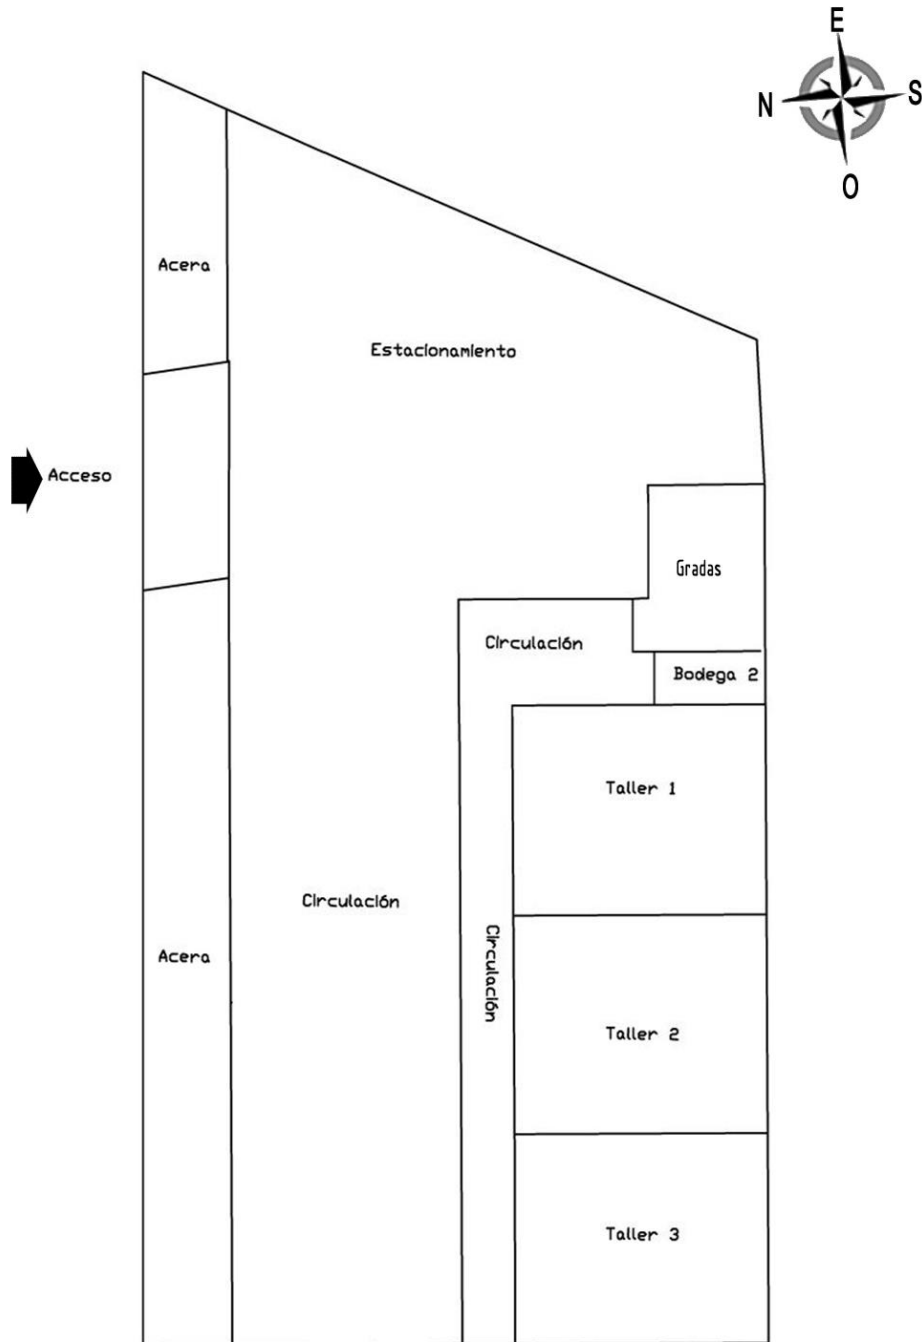 E
N
S
O
Acera
Estacionamiento
Acceso
Gradas
Circulación
Bodega 2
Taller 1
Circulación
Circulación
Acera
Taller 2
Taller 3